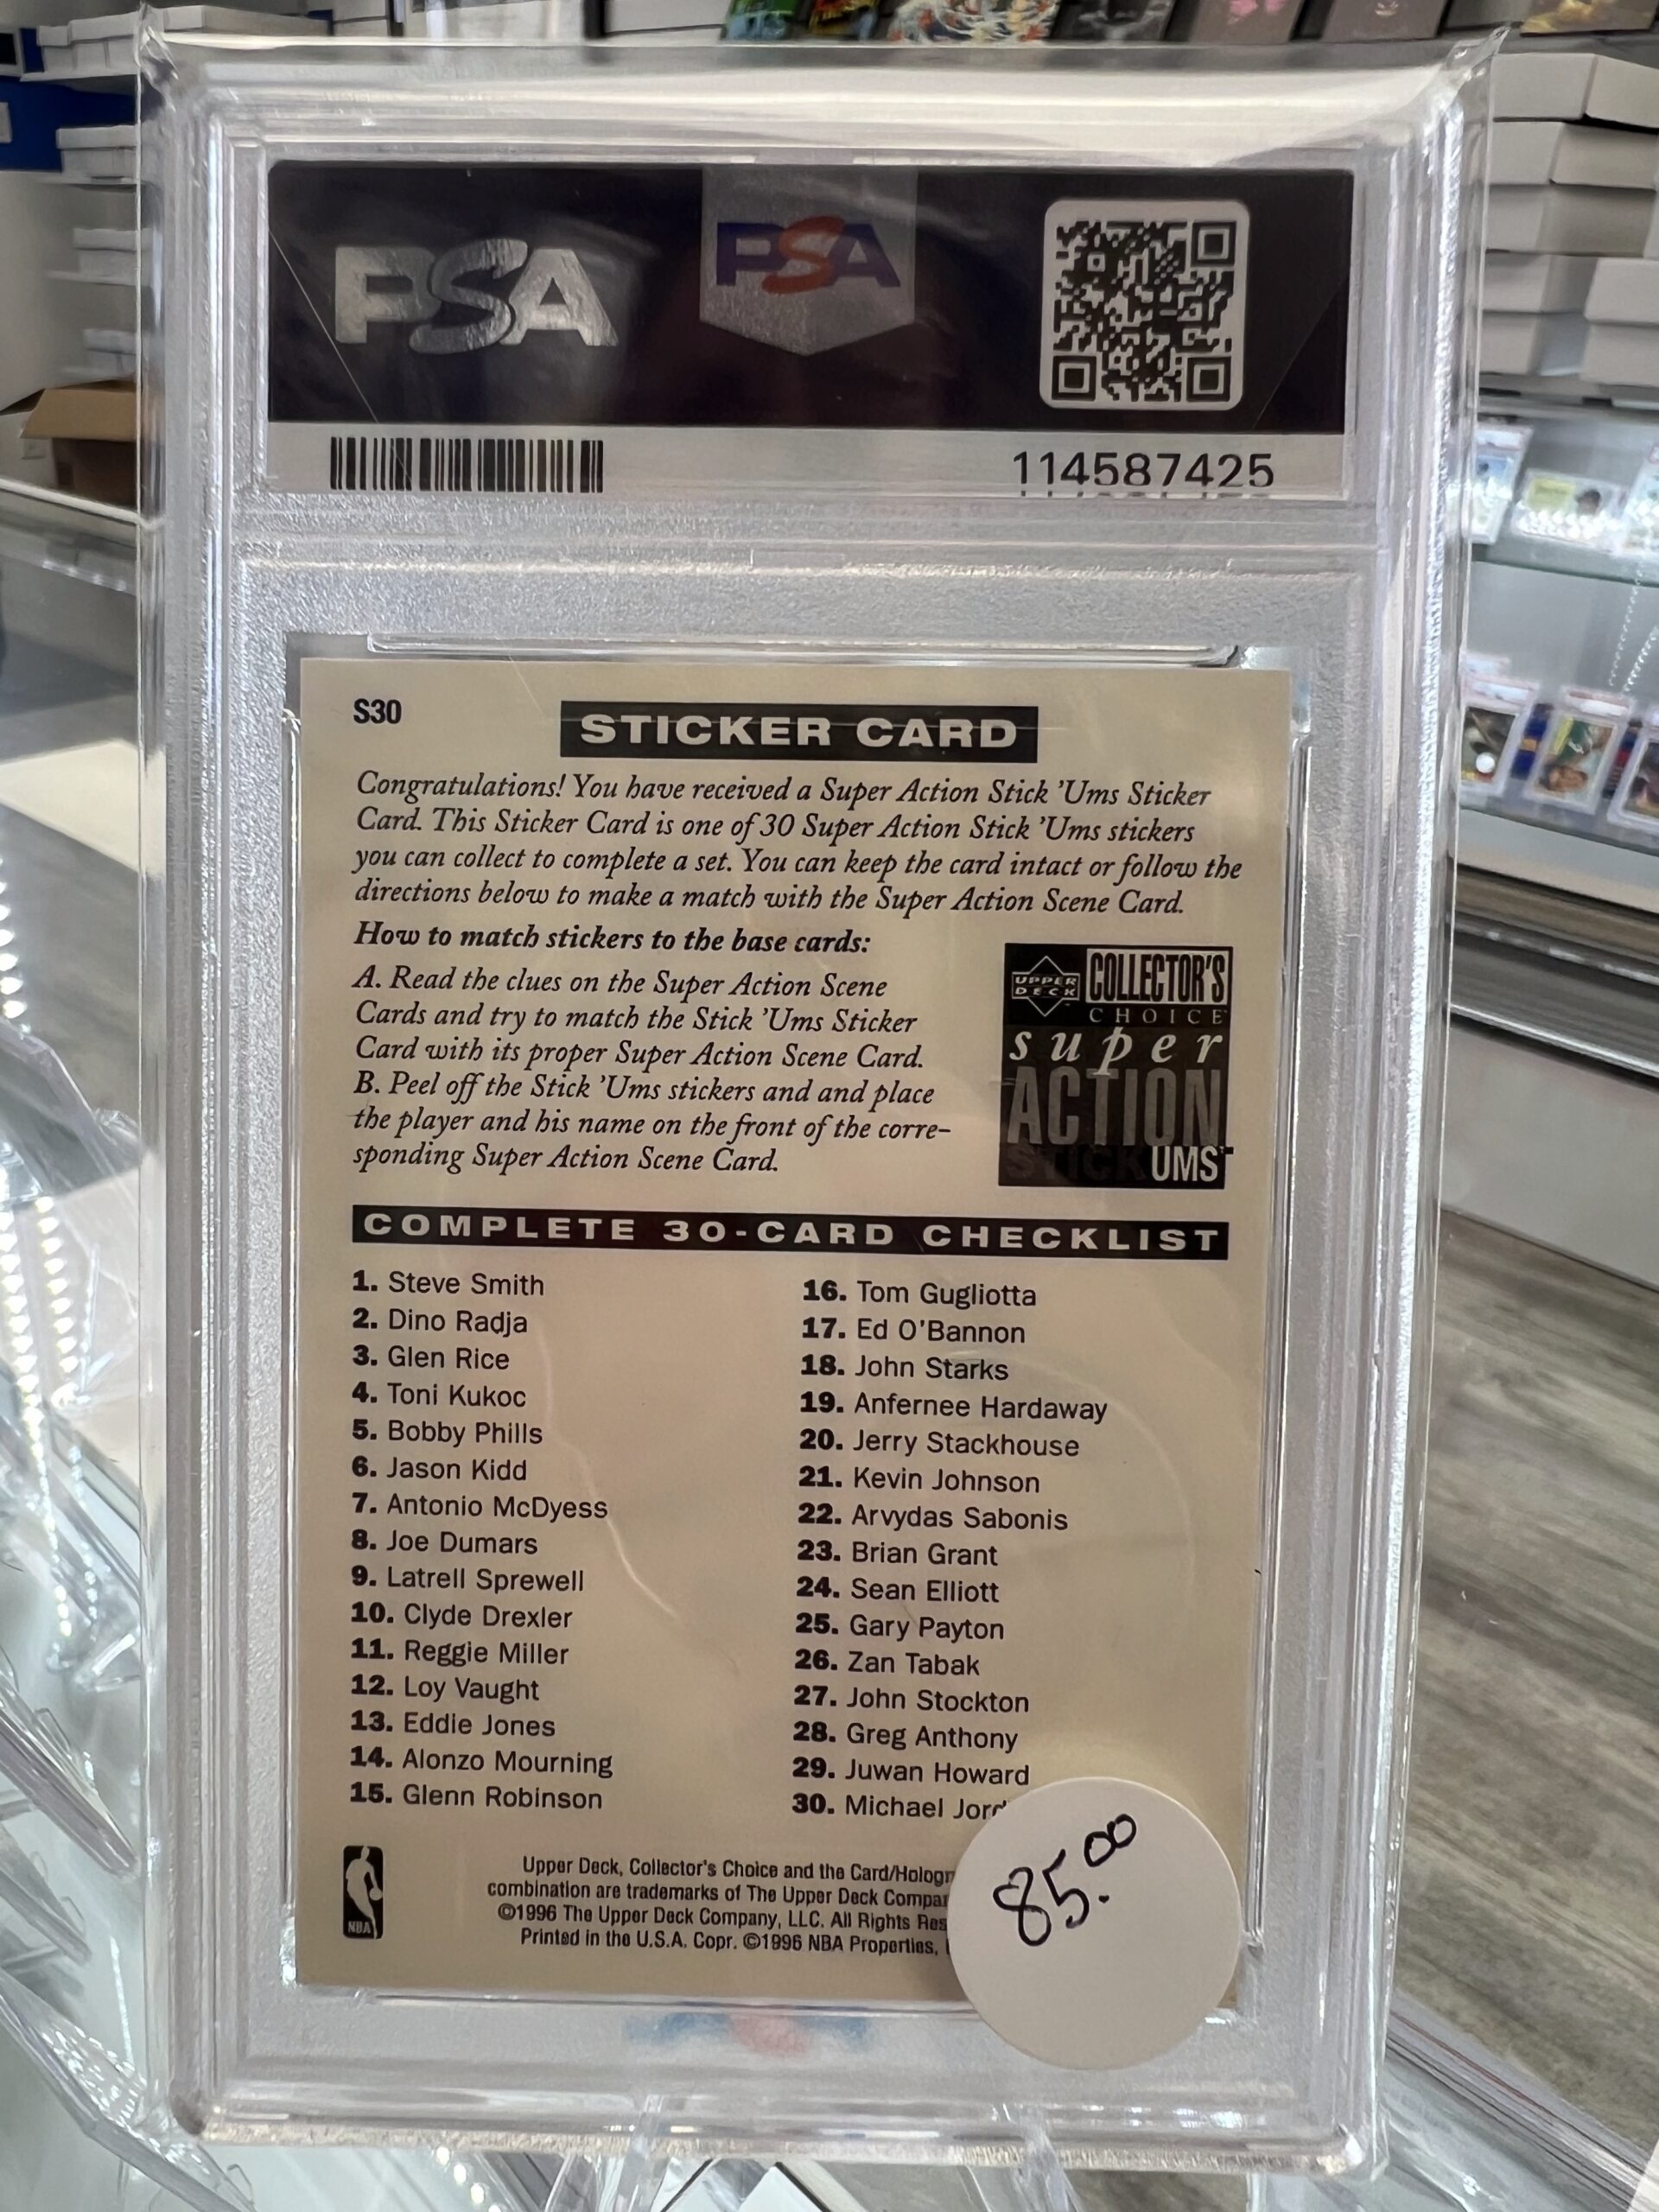 PSA
PSA
114587425
S30
STICKER CARD
Congratulations! You have received a Super Action Stick 'Ums Sticker
Card. This Sticker Card is one of 30 Super Action Stick 'Ums stickers
you can collect to complete a set. You can keep the card intact or follow the
directions below to make a match with the Super Action Scene Card.
How to match stickers to the base cards:
A. Read the clues on the Super Action Scene
Cards and try to match the Stick 'Ums Sticker
Card with its proper Super Action Scene Card.
B. Peel off the Stick 'Ums stickers and and place
the player and his name on the front of the corre-
sponding Super Action Scene Card.
UPPER
DECK
COLLECTOR'S
CHOICE
super
ACTION
STICKUMS™
COMPLETE 30-CARD CHECKLIST
1. Steve Smith
2. Dino Radja
3. Glen Rice
4. Toni Kukoc
5. Bobby Phills
6. Jason Kidd
7. Antonio McDyess
8. Joe Dumars
9. Latrell Sprewell
10. Clyde Drexler
11. Reggie Miller
12. Loy Vaught
13. Eddie Jones
14. Alonzo Mourning
15. Glenn Robinson
16. Tom Gugliotta
17. Ed O'Bannon
18. John Starks
19. Anfernee Hardaway
20. Jerry Stackhouse
21. Kevin Johnson
22. Arvydas Sabonis
23. Brian Grant
24. Sean Elliott
25. Gary Payton
26. Zan Tabak
27. John Stockton
28. Greg Anthony
29. Juwan Howard
30. Michael Jord
NBA
Upper Deck, Collector's Choice and the Card/Hologr
combination are trademarks of The Upper Deck Compa
©1996 The Upper Deck Company, LLC. All Rights Res
Printed in the U.S.A. Copr. ©1996 NBA Properties,
85.00